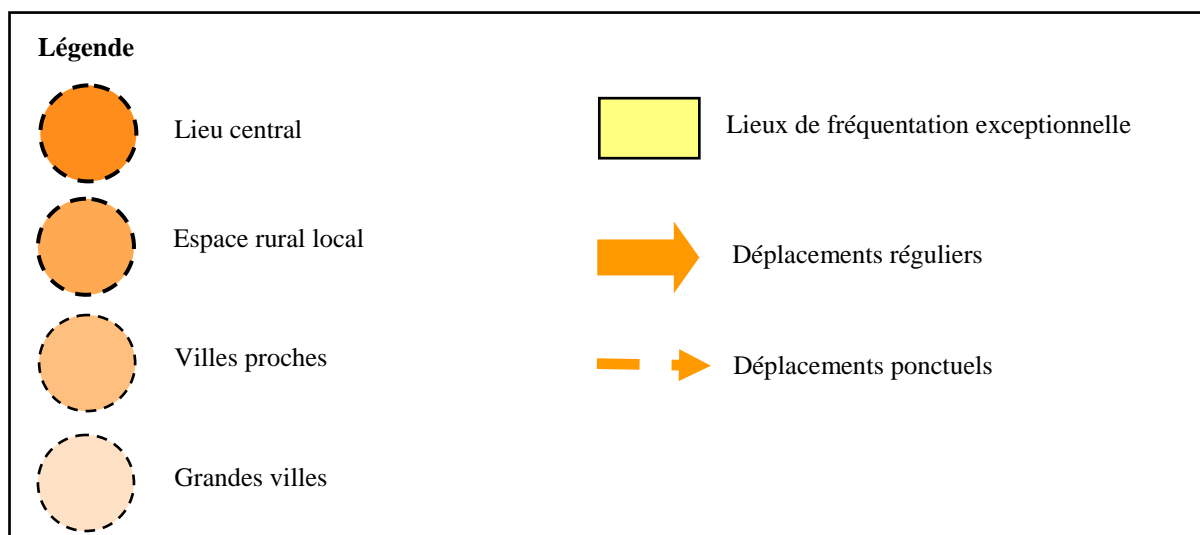 Légende
Lieu central
Espace rural local
Villes proches
Grandes villes
Lieux de fréquentation exceptionnelle
Déplacements réguliers
Déplacements ponctuels